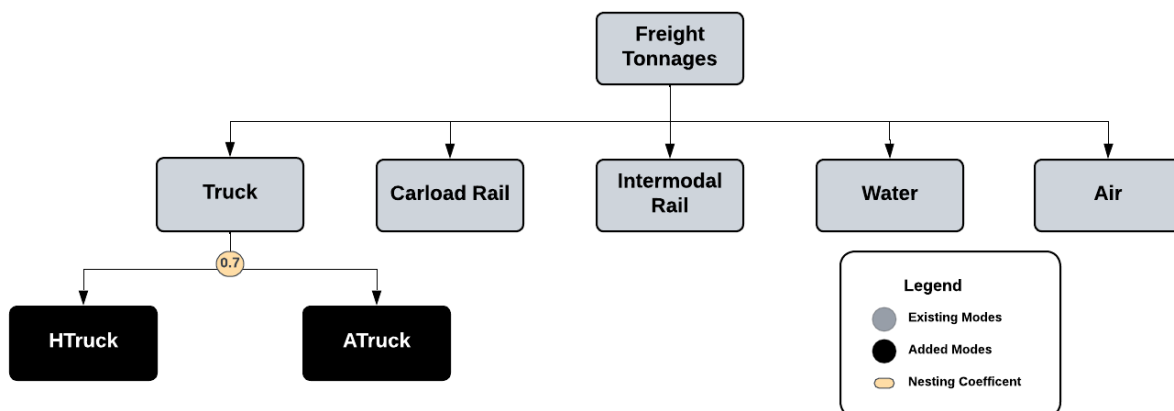 Freight
Tonnages
Truck
Carload Rail
Intermodal
Rail
Water
Air
0.7
HTruck
ATruck
Legend
Existing Modes
Added Modes
Nesting Coefficent